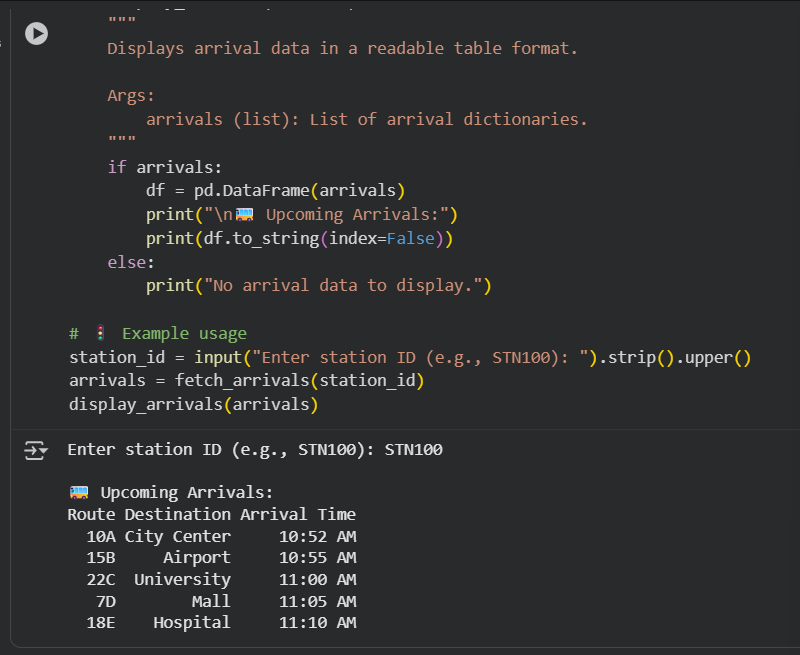 """
Displays arrival data in a readable table format.
Args:
arrivals (list): List of arrival dictionaries.
"""
if arrivals:
df = pd.DataFrame(arrivals)
print("\n🚌 Upcoming Arrivals:")
print(df.to_string(index=False))
else:
print("No arrival data to display.")
# 🚦 Example usage
station_id = input("Enter station ID (e.g., STN100): ").strip().upper()
arrivals = fetch_arrivals(station_id)
display_arrivals(arrivals)
Enter station ID (e.g., STN100): STN100
🚌 Upcoming Arrivals:
Route Destination Arrival Time
10A City Center 10:52 AM
15B Airport 10:55 AM
22C University 11:00 AM
7D Mall 11:05 AM
18E Hospital 11:10 AM